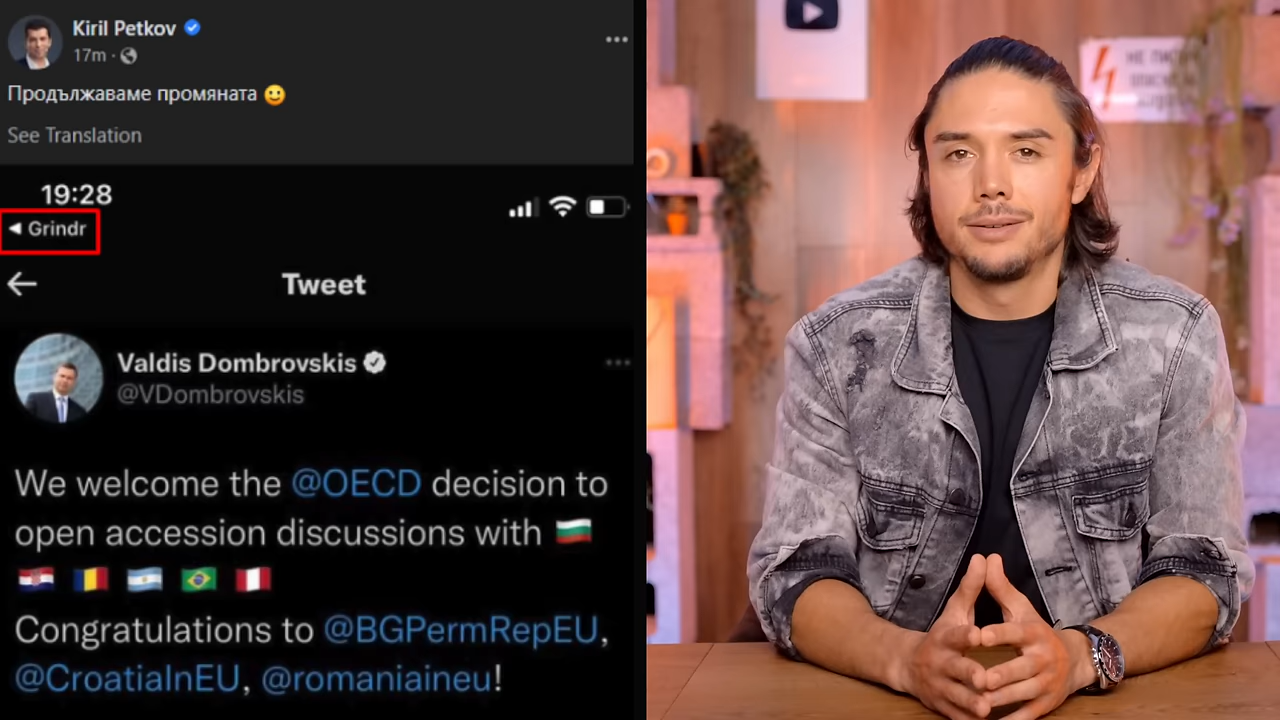 Kiril Petkov
17m
Продължаваме промяната
See Translation
19:28
Grindr
Tweet
Valdis Dombrovskis
@VDombrovskis
We welcome the @OECD decision to
open accession discussions with
Congratulations to @BGPermRepEU,
@CroatiaInEU, @romaniaineu!
НЕ